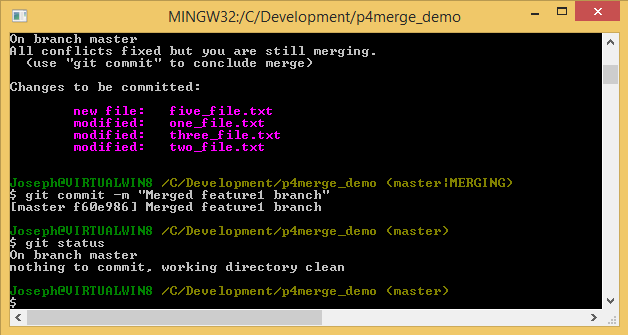 MINGW32:/C/Development/p4merge_demo
On branch master
All conflicts fixed but you are still merging.
  (use "git commit" to conclude merge)
Changes to be committed:
        new file:   five_file.txt
        modified:   one_file.txt
        modified:   three_file.txt
        modified:   two_file.txt
Joseph@VIRTUALWIN8 /C/Development/p4merge_demo (master|MERGING)
$ git commit -m "Merged feature1 branch"
[master f60e986] Merged feature1 branch
Joseph@VIRTUALWIN8 /C/Development/p4merge_demo (master)
$ git status
On branch master
nothing to commit, working directory clean
Joseph@VIRTUALWIN8 /C/Development/p4merge_demo (master)
$